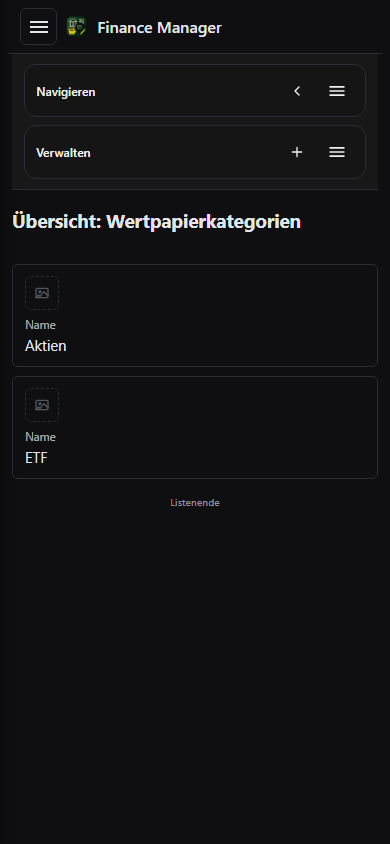 Finance Manager
Navigieren
Verwalten
Übersicht: Wertpapierkategorien
Name
Aktien
Name
ETF
Listenende